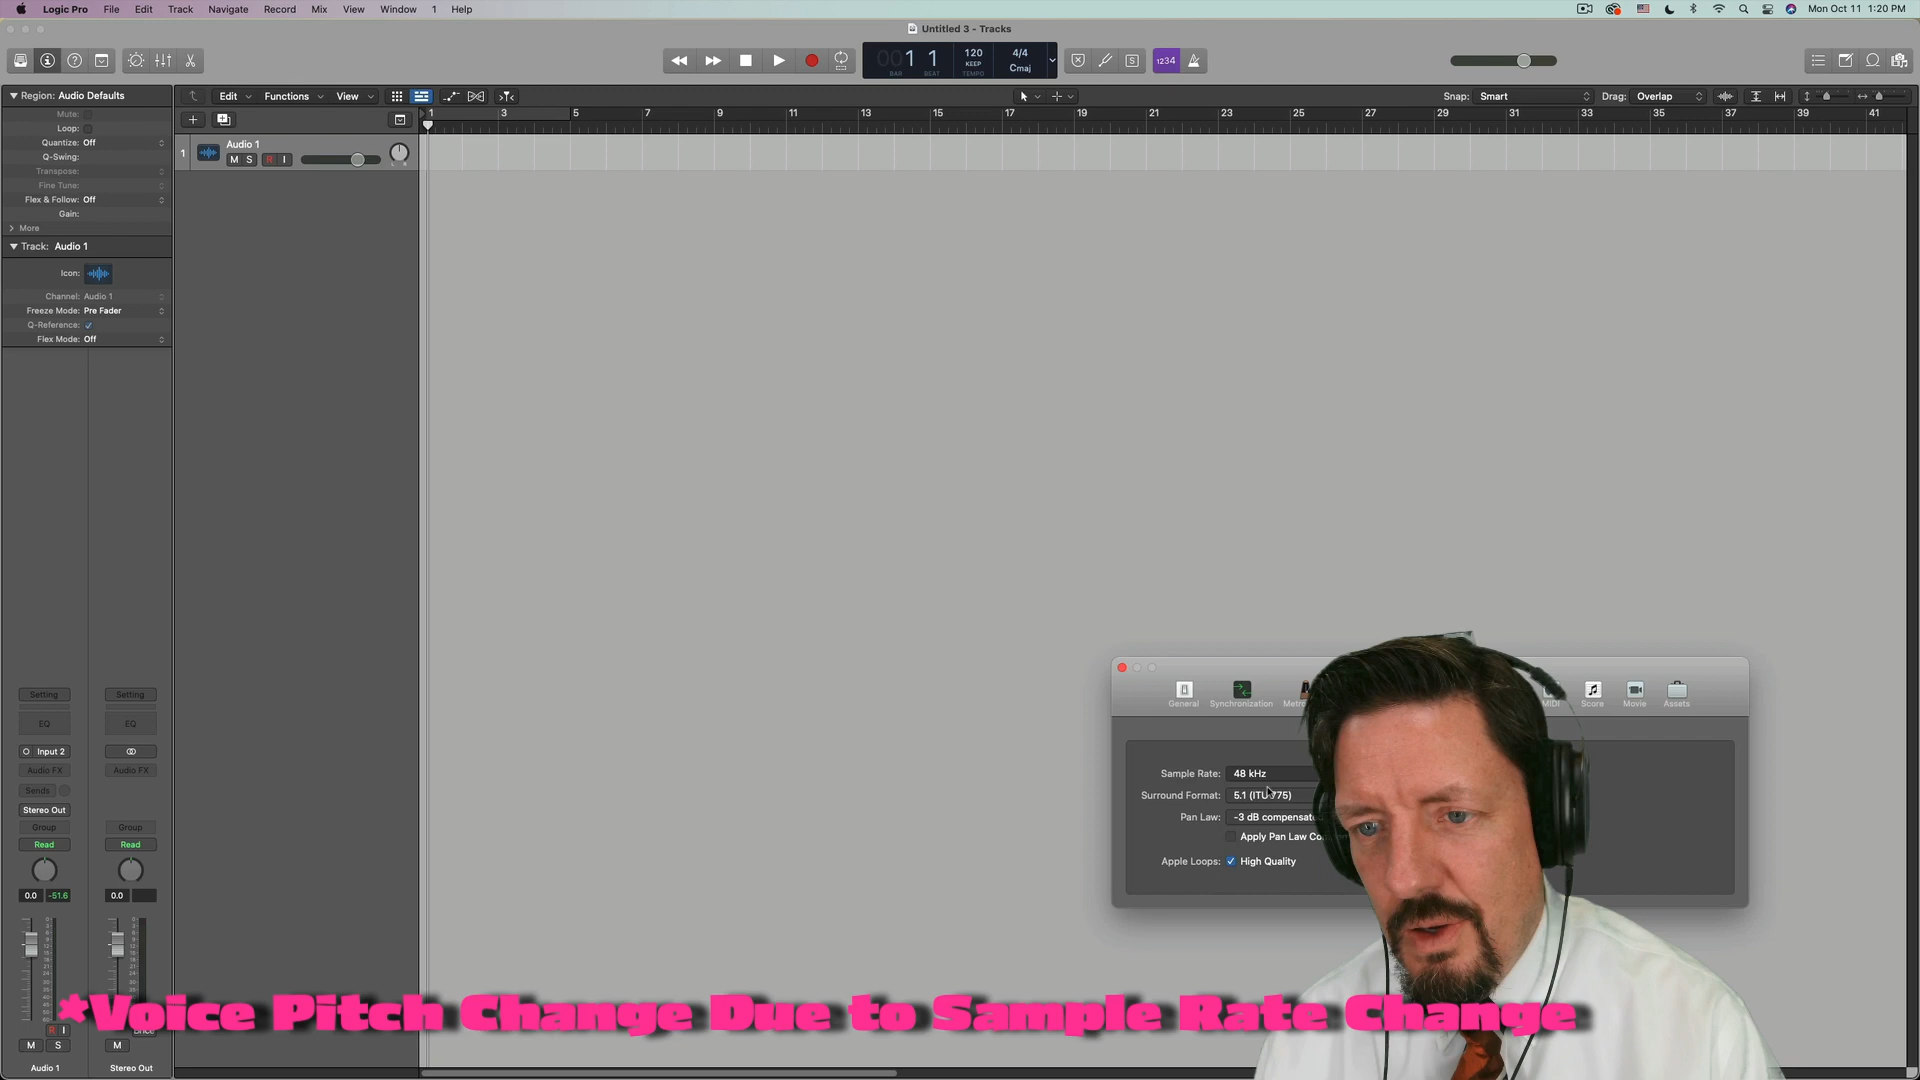 Logic Pro File Edit Track Navigate Record Mix View Window 1 Help
Mon Oct 11 1:20 PM
Untitled 3 - Tracks
001 1
BAR BEAT
120
KEEP
TEMPO
4/4
Cmaj
1234
Region: Audio Defaults
Mute:
Loop:
Quantize: Off
Q-Swing:
Transpose:
Fine Tune:
Flex & Follow: Off
Gain:
More
Track: Audio 1
Icon:
Channel: Audio 1
Freeze Mode: Pre Fader
Q-Reference:
Flex Mode: Off
Edit Functions View
Snap: Smart
Drag: Overlap
1 3 5 7 9 11 13 15 17 19 21 23 25 27 29 31 33 35 37 39 41
1
Audio 1
M S R I
L R
Setting Setting
EQ EQ
Input 2
Audio FX Audio FX
Sends
Stereo Out
Group Group
Read Read
0.0 -51.6 0.0
R I
M S M
Audio 1 Stereo Out
General Synchronization MIDI Score Movie Assets
Sample Rate: 48 kHz
Surround Format: 5.1 (ITU 775)
Pan Law: -3 dB compensate
Apply Pan Law Co
Apple Loops: High Quality
*Voice Pitch Change Due to Sample Rate Change